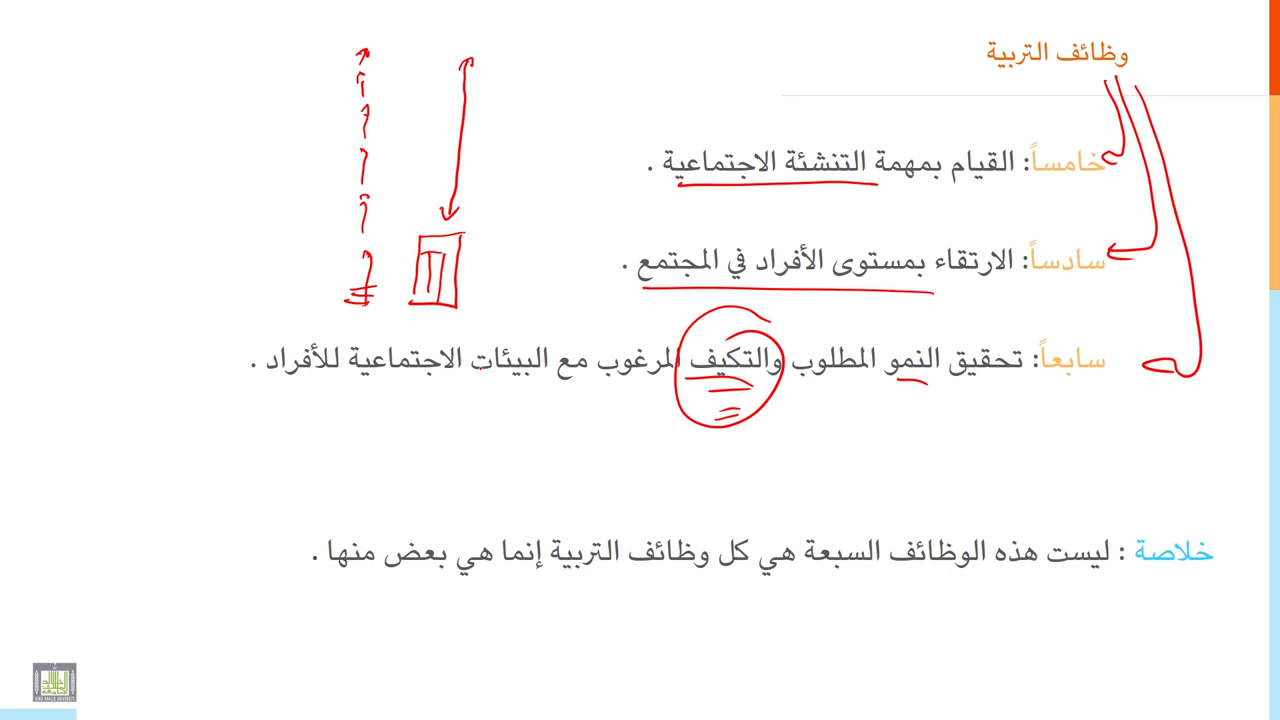 وظائف التربية
خامساً: القيام بمهمة التنشئة الاجتماعية .
سادساً: الارتقاء بمستوى الأفراد في المجتمع .
سابعاً: تحقيق النمو المطلوب والتكيف المرغوب مع البيئات الاجتماعية للأفراد .
خلاصة : ليست هذه الوظائف السبعة هي كل وظائف التربية إنما هي بعض منها .